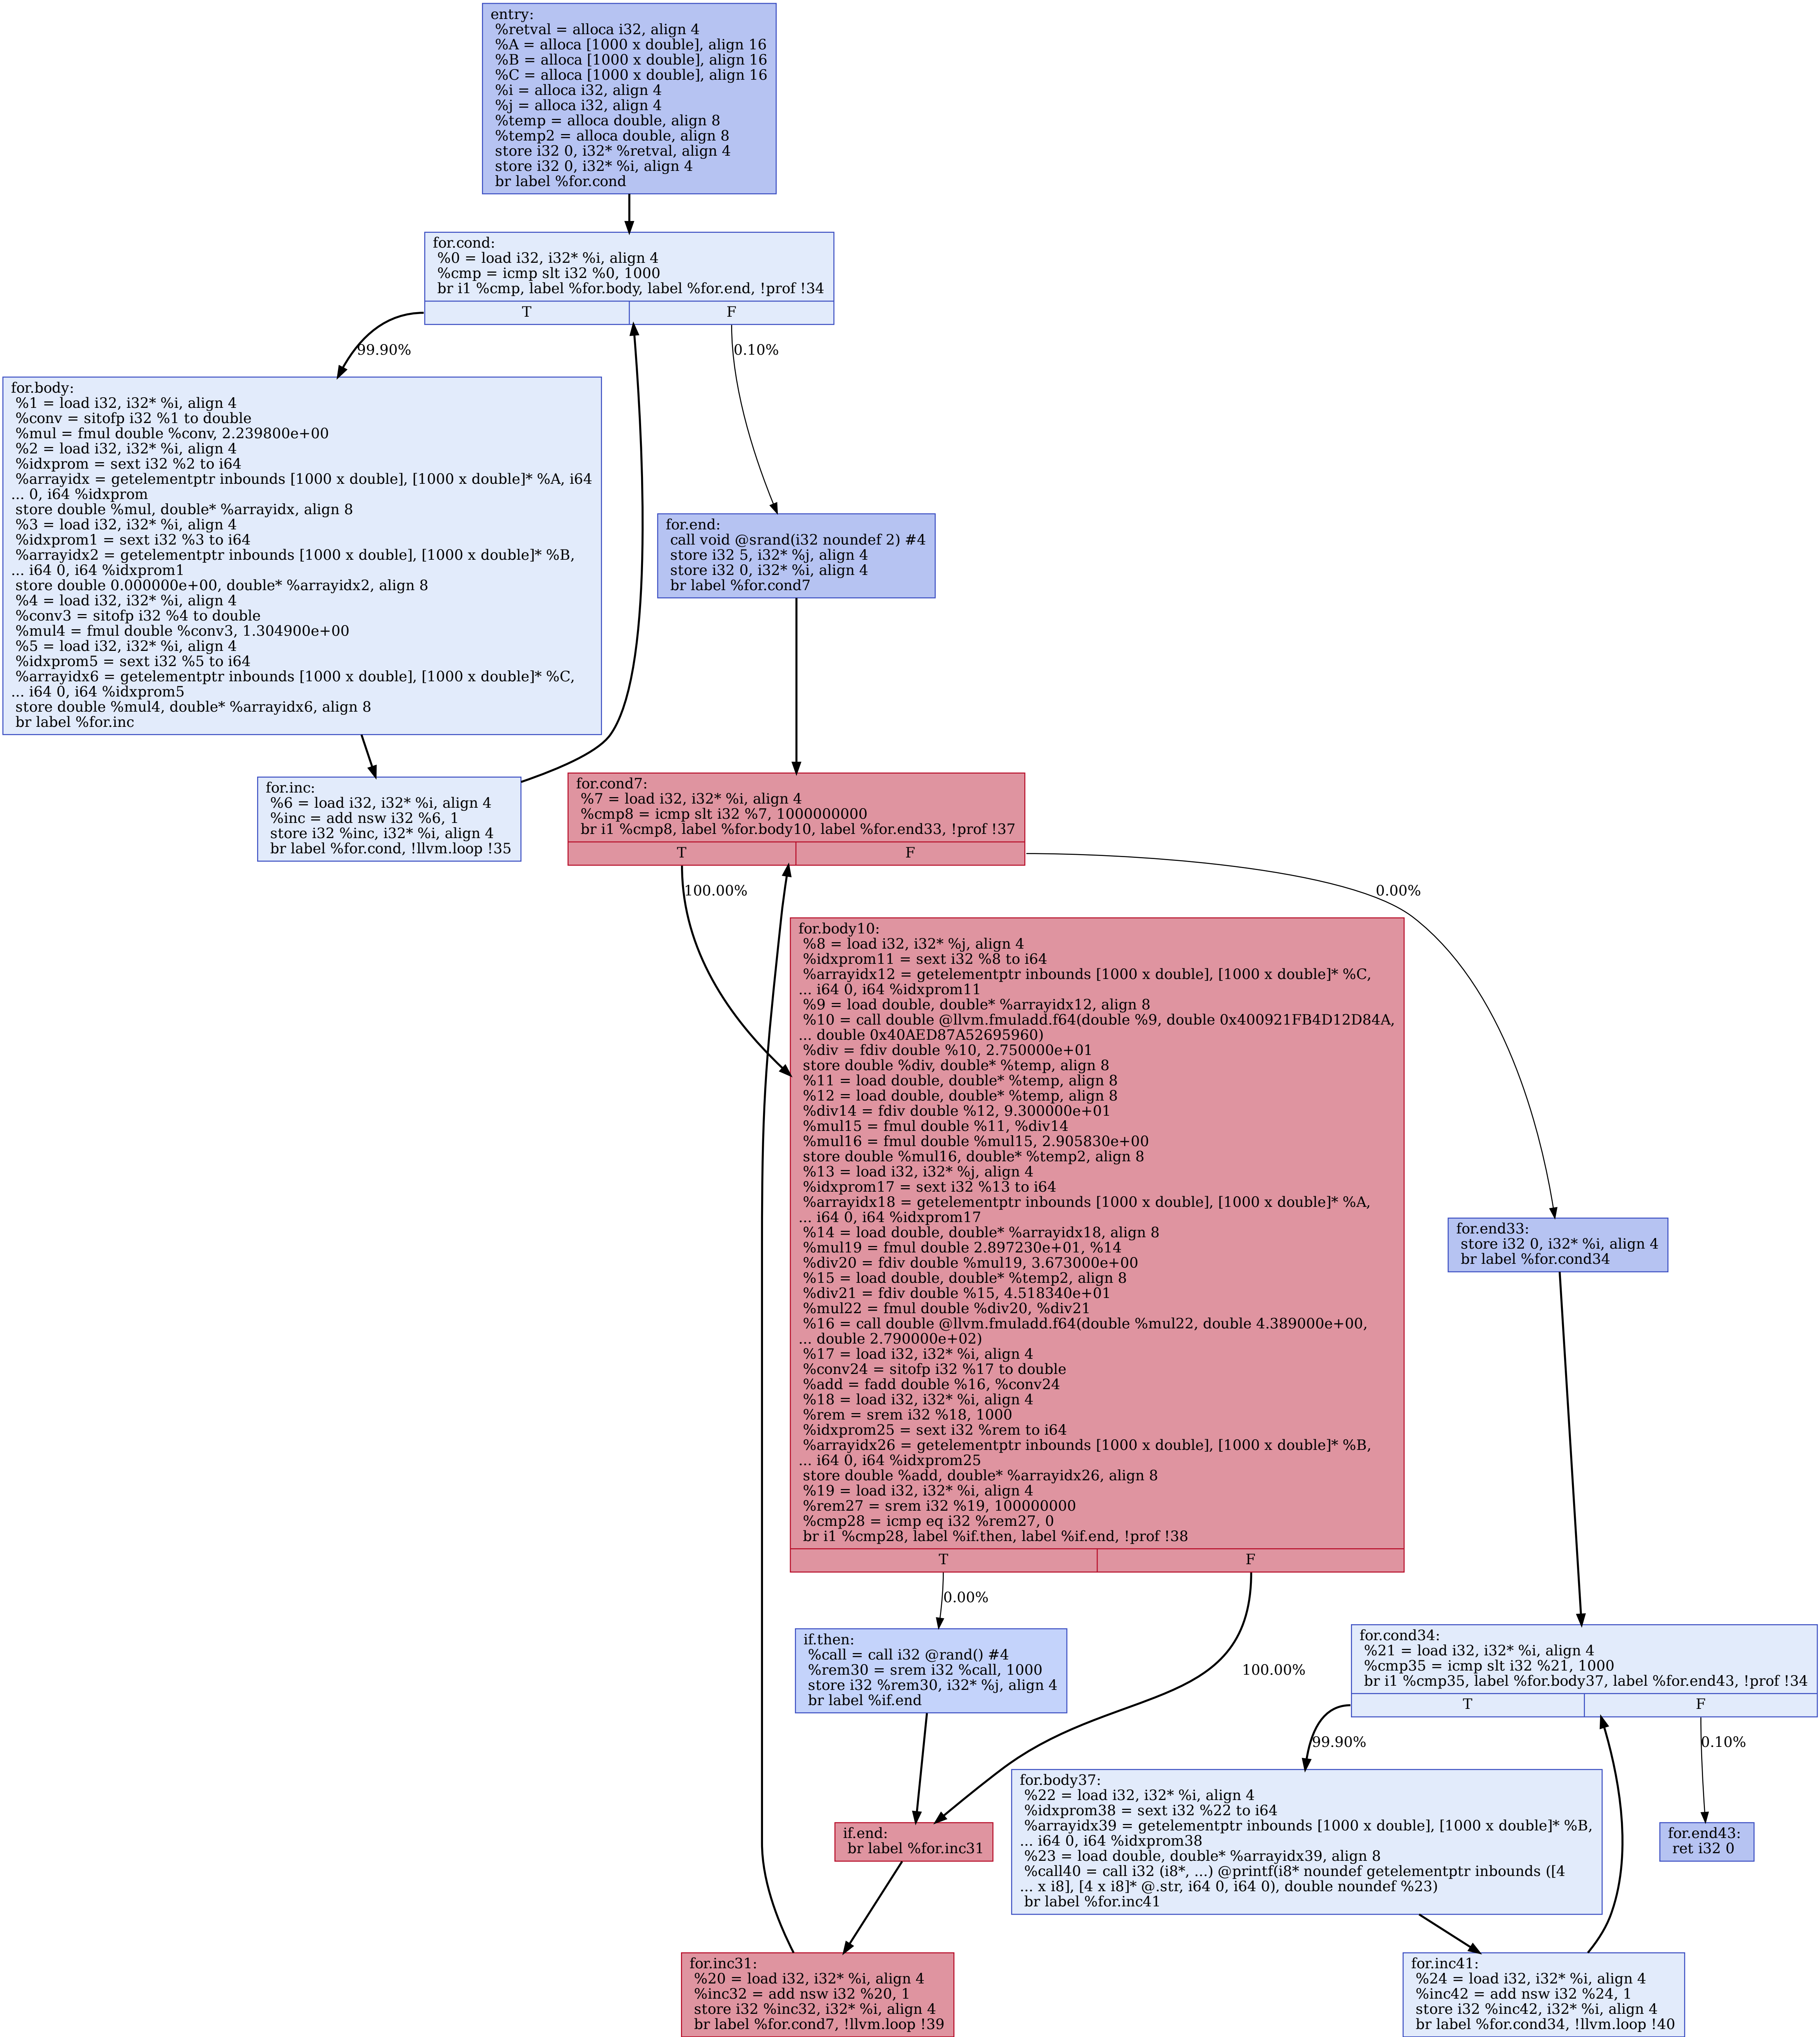 entry:
%retval = alloca i32, align 4
%A = alloca [1000 x double], align 16
%B = alloca [1000 x double], align 16
%C = alloca [1000 x double], align 16
%i = alloca i32, align 4
%j = alloca i32, align 4
%temp = alloca double, align 8
%temp2 = alloca double, align 8
store i32 0, i32* %retval, align 4
store i32 0, i32* %i, align 4
br label %for.cond
for.cond:
%0 = load i32, i32* %i, align 4
%cmp = icmp slt i32 %0, 1000
br i1 %cmp, label %for.body, label %for.end, !prof !34
T
F
99.90%
0.10%
for.body:
%1 = load i32, i32* %i, align 4
%conv = sitofp i32 %1 to double
%mul = fmul double %conv, 2.239800e+00
%2 = load i32, i32* %i, align 4
%idxprom = sext i32 %2 to i64
%arrayidx = getelementptr inbounds [1000 x double], [1000 x double]* %A, i64
... 0, i64 %idxprom
store double %mul, double* %arrayidx, align 8
%3 = load i32, i32* %i, align 4
%idxprom1 = sext i32 %3 to i64
%arrayidx2 = getelementptr inbounds [1000 x double], [1000 x double]* %B,
... i64 0, i64 %idxprom1
store double 0.000000e+00, double* %arrayidx2, align 8
%4 = load i32, i32* %i, align 4
%conv3 = sitofp i32 %4 to double
%mul4 = fmul double %conv3, 1.304900e+00
%5 = load i32, i32* %i, align 4
%idxprom5 = sext i32 %5 to i64
%arrayidx6 = getelementptr inbounds [1000 x double], [1000 x double]* %C,
... i64 0, i64 %idxprom5
store double %mul4, double* %arrayidx6, align 8
br label %for.inc
for.end:
call void @srand(i32 noundef 2) #4
store i32 5, i32* %j, align 4
store i32 0, i32* %i, align 4
br label %for.cond7
for.inc:
%6 = load i32, i32* %i, align 4
%inc = add nsw i32 %6, 1
store i32 %inc, i32* %i, align 4
br label %for.cond, !llvm.loop !35
for.cond7:
%7 = load i32, i32* %i, align 4
%cmp8 = icmp slt i32 %7, 1000000000
br i1 %cmp8, label %for.body10, label %for.end33, !prof !37
T
F
100.00%
0.00%
for.body10:
%8 = load i32, i32* %j, align 4
%idxprom11 = sext i32 %8 to i64
%arrayidx12 = getelementptr inbounds [1000 x double], [1000 x double]* %C,
... i64 0, i64 %idxprom11
%9 = load double, double* %arrayidx12, align 8
%10 = call double @llvm.fmuladd.f64(double %9, double 0x400921FB4D12D84A,
... double 0x40AED87A52695960)
%div = fdiv double %10, 2.750000e+01
store double %div, double* %temp, align 8
%11 = load double, double* %temp, align 8
%12 = load double, double* %temp, align 8
%div14 = fdiv double %12, 9.300000e+01
%mul15 = fmul double %11, %div14
%mul16 = fmul double %mul15, 2.905830e+00
store double %mul16, double* %temp2, align 8
%13 = load i32, i32* %j, align 4
%idxprom17 = sext i32 %13 to i64
%arrayidx18 = getelementptr inbounds [1000 x double], [1000 x double]* %A,
... i64 0, i64 %idxprom17
%14 = load double, double* %arrayidx18, align 8
%mul19 = fmul double 2.897230e+01, %14
%div20 = fdiv double %mul19, 3.673000e+00
%15 = load double, double* %temp2, align 8
%div21 = fdiv double %15, 4.518340e+01
%mul22 = fmul double %div20, %div21
%16 = call double @llvm.fmuladd.f64(double %mul22, double 4.389000e+00,
... double 2.790000e+02)
%17 = load i32, i32* %i, align 4
%conv24 = sitofp i32 %17 to double
%add = fadd double %16, %conv24
%18 = load i32, i32* %i, align 4
%rem = srem i32 %18, 1000
%idxprom25 = sext i32 %rem to i64
%arrayidx26 = getelementptr inbounds [1000 x double], [1000 x double]* %B,
... i64 0, i64 %idxprom25
store double %add, double* %arrayidx26, align 8
%19 = load i32, i32* %i, align 4
%rem27 = srem i32 %19, 100000000
%cmp28 = icmp eq i32 %rem27, 0
br i1 %cmp28, label %if.then, label %if.end, !prof !38
T
F
0.00%
100.00%
for.end33:
store i32 0, i32* %i, align 4
br label %for.cond34
if.then:
%call = call i32 @rand() #4
%rem30 = srem i32 %call, 1000
store i32 %rem30, i32* %j, align 4
br label %if.end
for.cond34:
%21 = load i32, i32* %i, align 4
%cmp35 = icmp slt i32 %21, 1000
br i1 %cmp35, label %for.body37, label %for.end43, !prof !34
T
F
99.90%
0.10%
if.end:
br label %for.inc31
for.body37:
%22 = load i32, i32* %i, align 4
%idxprom38 = sext i32 %22 to i64
%arrayidx39 = getelementptr inbounds [1000 x double], [1000 x double]* %B,
... i64 0, i64 %idxprom38
%23 = load double, double* %arrayidx39, align 8
%call40 = call i32 (i8*, ...) @printf(i8* noundef getelementptr inbounds ([4
... x i8], [4 x i8]* @.str, i64 0, i64 0), double noundef %23)
br label %for.inc41
for.end43:
ret i32 0
for.inc31:
%20 = load i32, i32* %i, align 4
%inc32 = add nsw i32 %20, 1
store i32 %inc32, i32* %i, align 4
br label %for.cond7, !llvm.loop !39
for.inc41:
%24 = load i32, i32* %i, align 4
%inc42 = add nsw i32 %24, 1
store i32 %inc42, i32* %i, align 4
br label %for.cond34, !llvm.loop !40